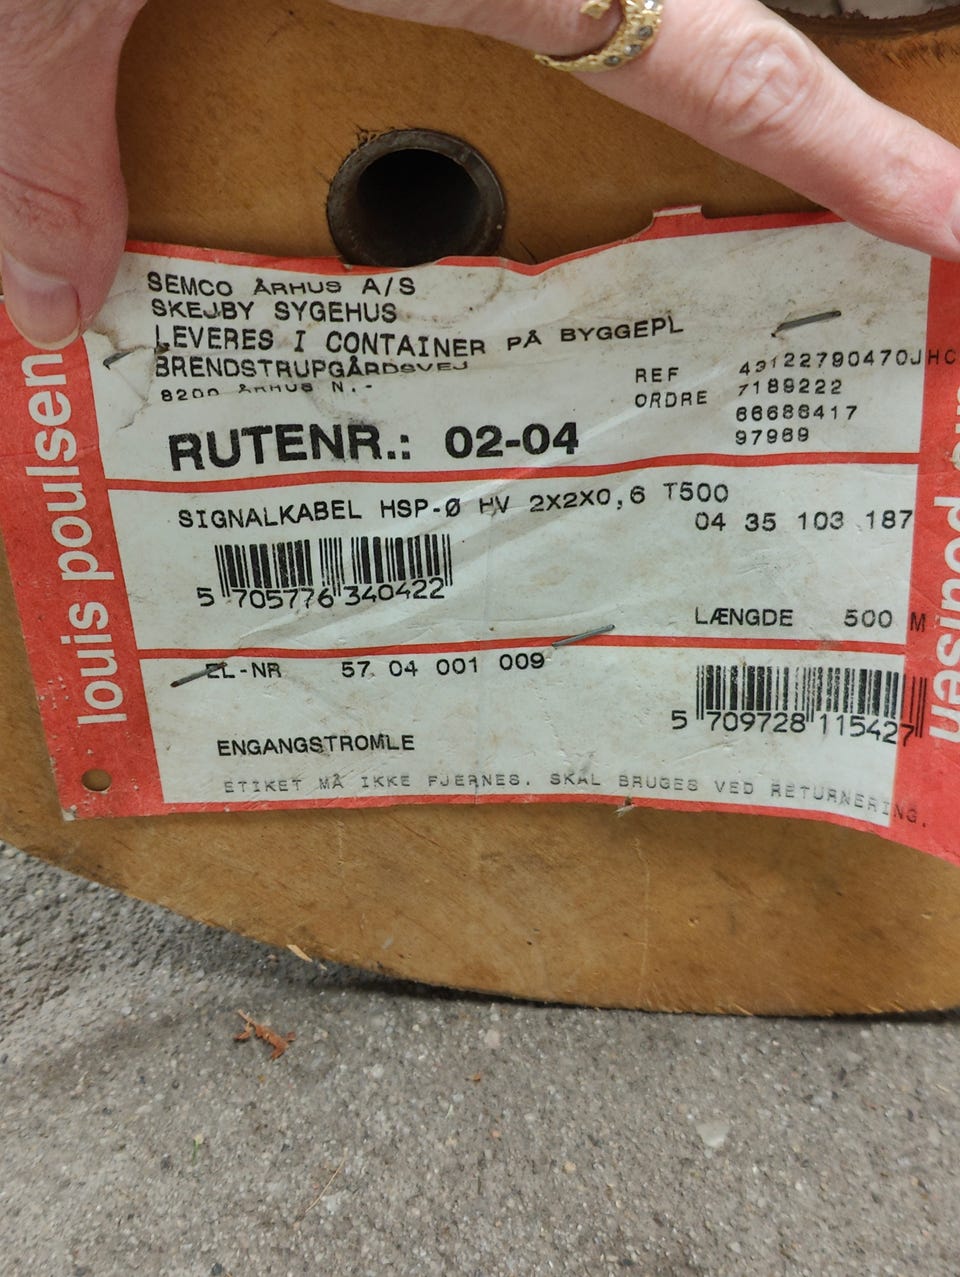 louis poulsen
SEMCO ÅRHUS A/S
SKEJBY SYGEHUS
LEVERES I CONTAINER PÅ BYGGEPL
BRENDSTRUPGÅRDSVEJ
8200 ÅRHUS N.-
REF 49122790470JHC
ORDRE 7189222
66688417
97989
RUTENR.: 02-04
SIGNALKABEL HSP-Ø HV 2X2X0,6 T500
04 35 103 187
5 705776 340422
LÆNGDE 500 M
EL-NR 57 04 001 009
5 709728 115427
ENGANGSTROMLE
ETIKET MÅ IKKE FJERNES. SKAL BRUGES VED RETURNERING.
poulsen